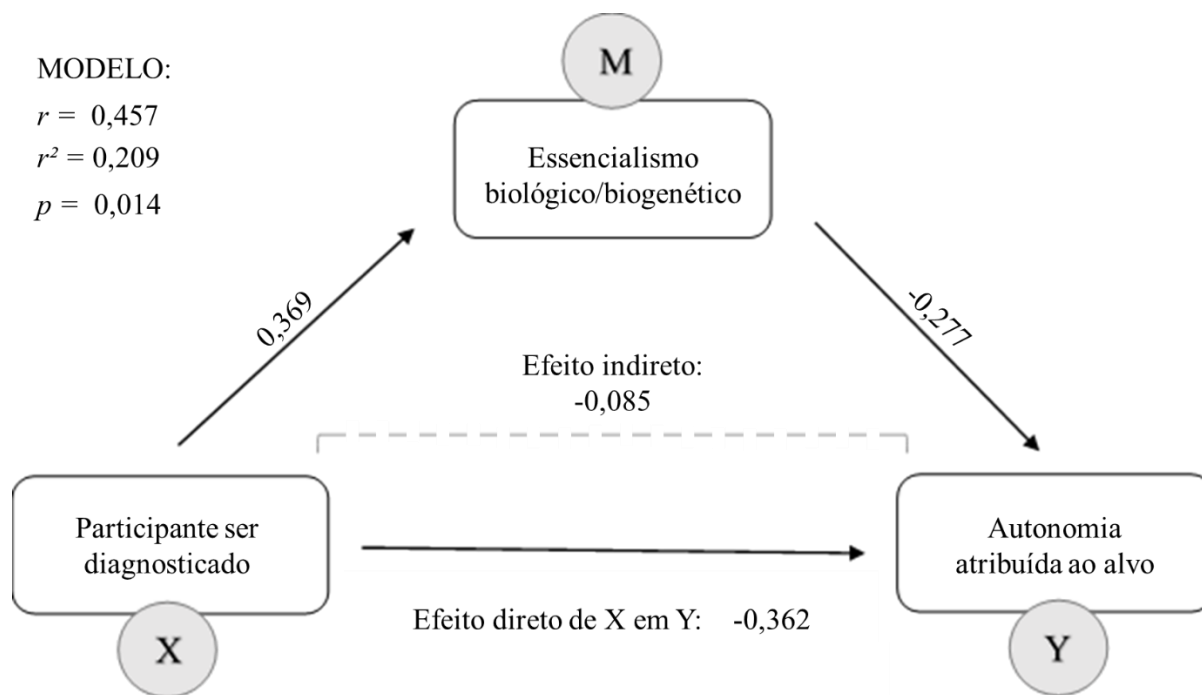 MODELO:
r = 0,457
r² = 0,209
p = 0,014
M
Essencialismo
biológico/biogenético
0,369
-0,277
Efeito indireto:
-0,085
Participante ser
diagnosticado
X
Efeito direto de X em Y: -0,362
Autonomia
atribuída ao alvo
Y